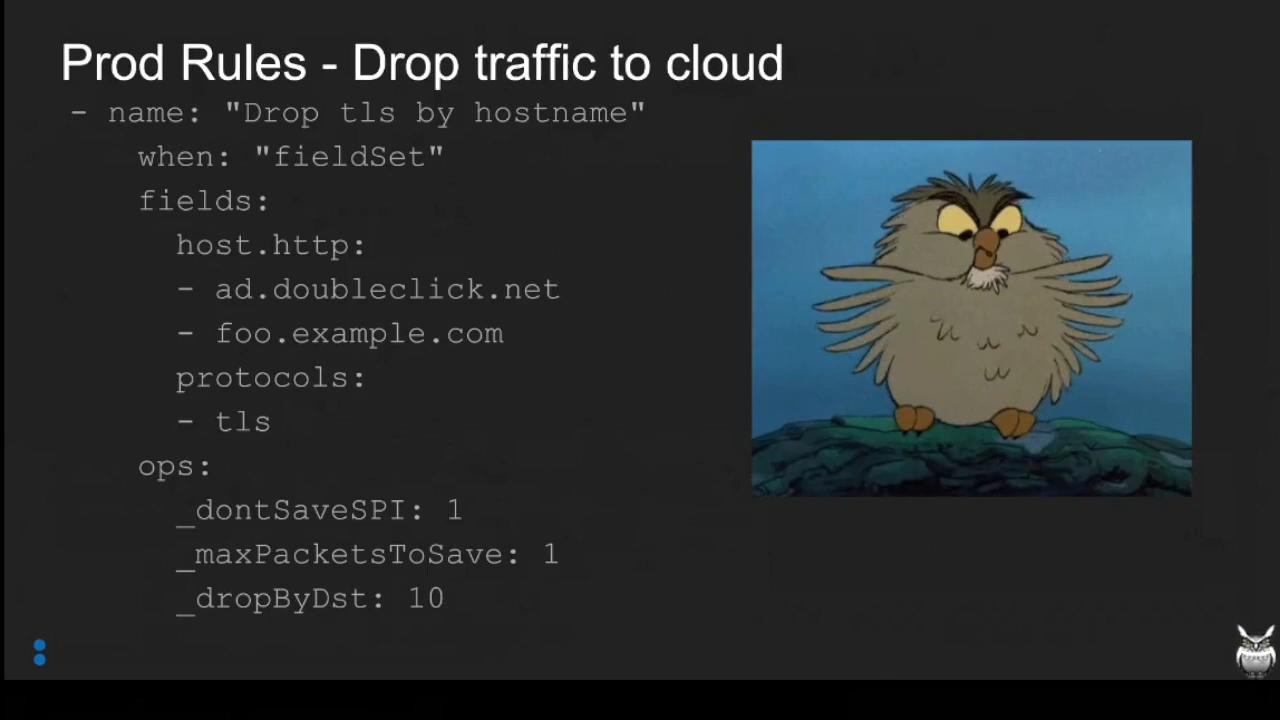 Prod Rules - Drop traffic to cloud
- name: "Drop tls by hostname"
when: "fieldSet"
fields:
host.http:
- ad.doubleclick.net
- foo.example.com
protocols:
- tls
ops:
_dontSaveSPI: 1
_maxPacketsToSave: 1
_dropByDst: 10